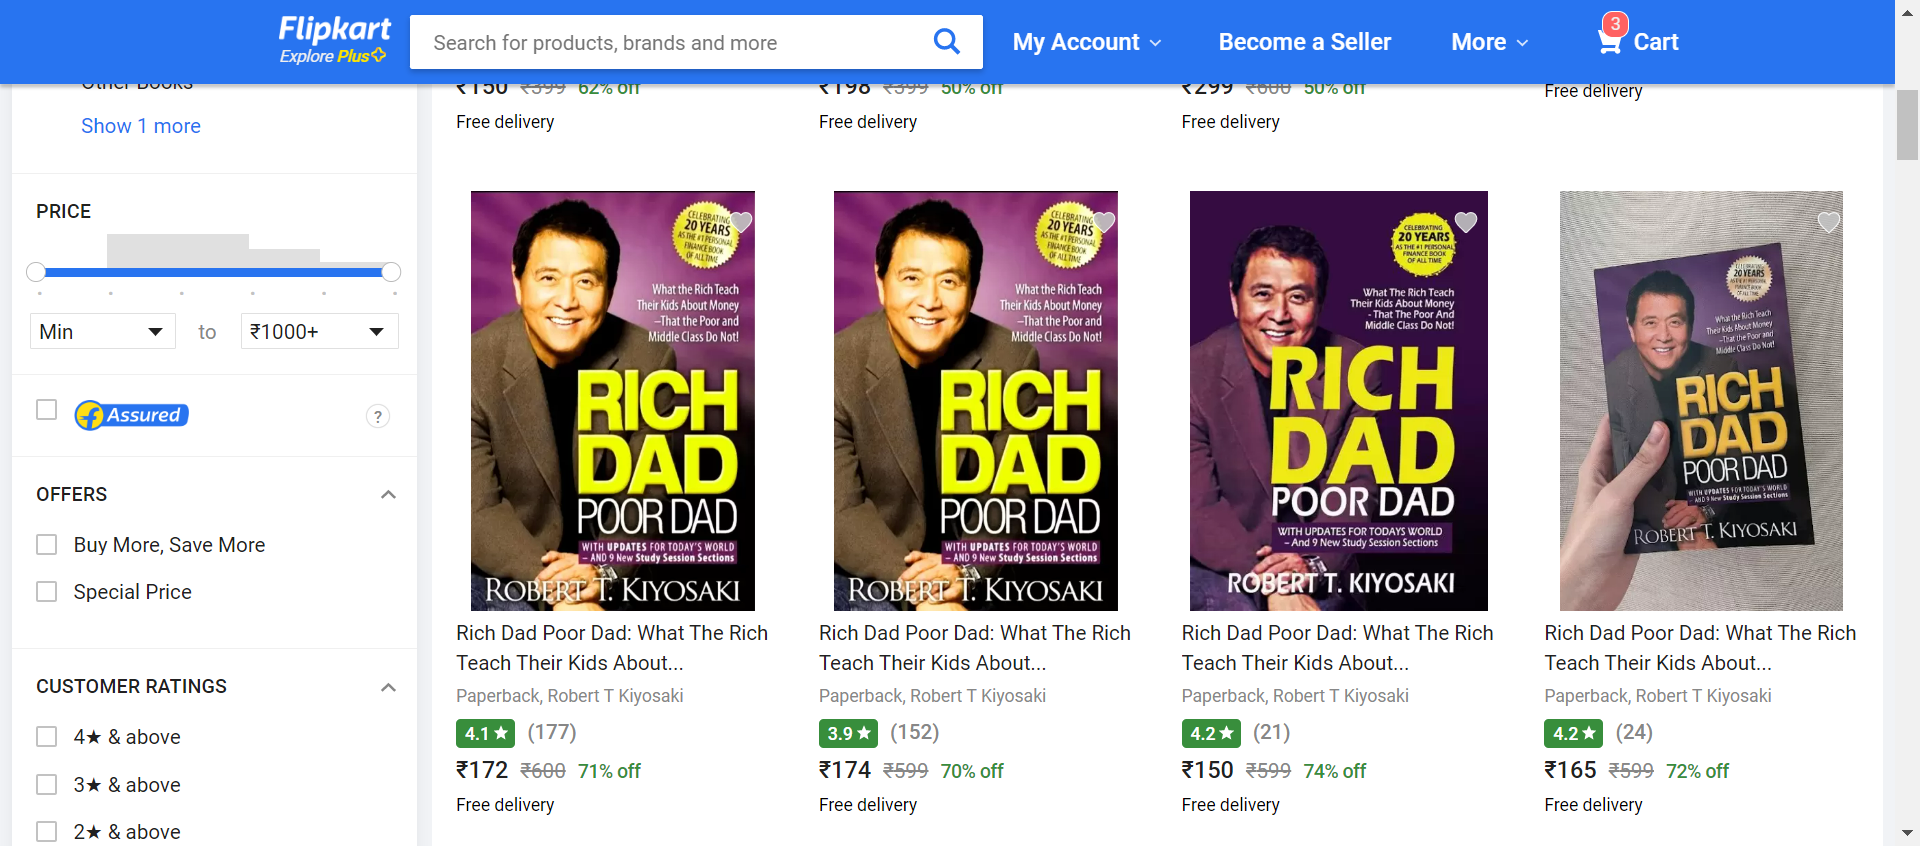 Flipkart
Explore Plus
Search for products, brands and more
My Account
Become a Seller
More
3
Cart
Other Books
Show 1 more
PRICE
Min
to
₹1000+
Assured
?
OFFERS
Buy More, Save More
Special Price
CUSTOMER RATINGS
4★ & above
3★ & above
2★ & above
₹150 ₹399 62% off
Free delivery
₹198 ₹399 50% off
Free delivery
₹299 ₹600 50% off
Free delivery
Free delivery
CELEBRATING
20 YEARS
AS THE #1 PERSONAL
FINANCE BOOK
OF ALL TIME
What the Rich Teach
Their Kids About Money
–That the Poor and
Middle Class Do Not!
RICH
DAD
POOR DAD
WITH UPDATES FOR TODAY'S WORLD
– AND 9 New Study Session Sections
ROBERT T. KIYOSAKI
Rich Dad Poor Dad: What The Rich
Teach Their Kids About...
Paperback, Robert T Kiyosaki
4.1★ (177)
₹172 ₹600 71% off
Free delivery
CELEBRATING
20 YEARS
AS THE #1 PERSONAL
FINANCE BOOK
OF ALL TIME
What the Rich Teach
Their Kids About Money
–That the Poor and
Middle Class Do Not!
RICH
DAD
POOR DAD
WITH UPDATES FOR TODAY'S WORLD
– AND 9 New Study Session Sections
ROBERT T. KIYOSAKI
Rich Dad Poor Dad: What The Rich
Teach Their Kids About...
Paperback, Robert T Kiyosaki
3.9★ (152)
₹174 ₹599 70% off
Free delivery
CELEBRATING
20 YEARS
AS THE #1 PERSONAL
FINANCE BOOK
OF ALL TIME
What The Rich Teach
Their Kids About Money
- That The Poor And
Middle Class Do Not!
RICH
DAD
POOR DAD
WITH UPDATES FOR TODAYS WORLD
- And 9 New Study Session Sections
ROBERT T. KIYOSAKI
Rich Dad Poor Dad: What The Rich
Teach Their Kids About...
Paperback, Robert T Kiyosaki
4.2★ (21)
₹150 ₹599 74% off
Free delivery
CELEBRATING
20 YEARS
AS THE #1 PERSONAL
FINANCE BOOK
OF ALL TIME
What the Rich Teach
Their Kids About Money
–That the Poor and
Middle Class Do Not!
RICH
DAD
POOR DAD
WITH UPDATES FOR TODAY'S WORLD
– AND 9 New Study Session Sections
ROBERT T. KIYOSAKI
Rich Dad Poor Dad: What The Rich
Teach Their Kids About...
Paperback, Robert T Kiyosaki
4.2★ (24)
₹165 ₹599 72% off
Free delivery